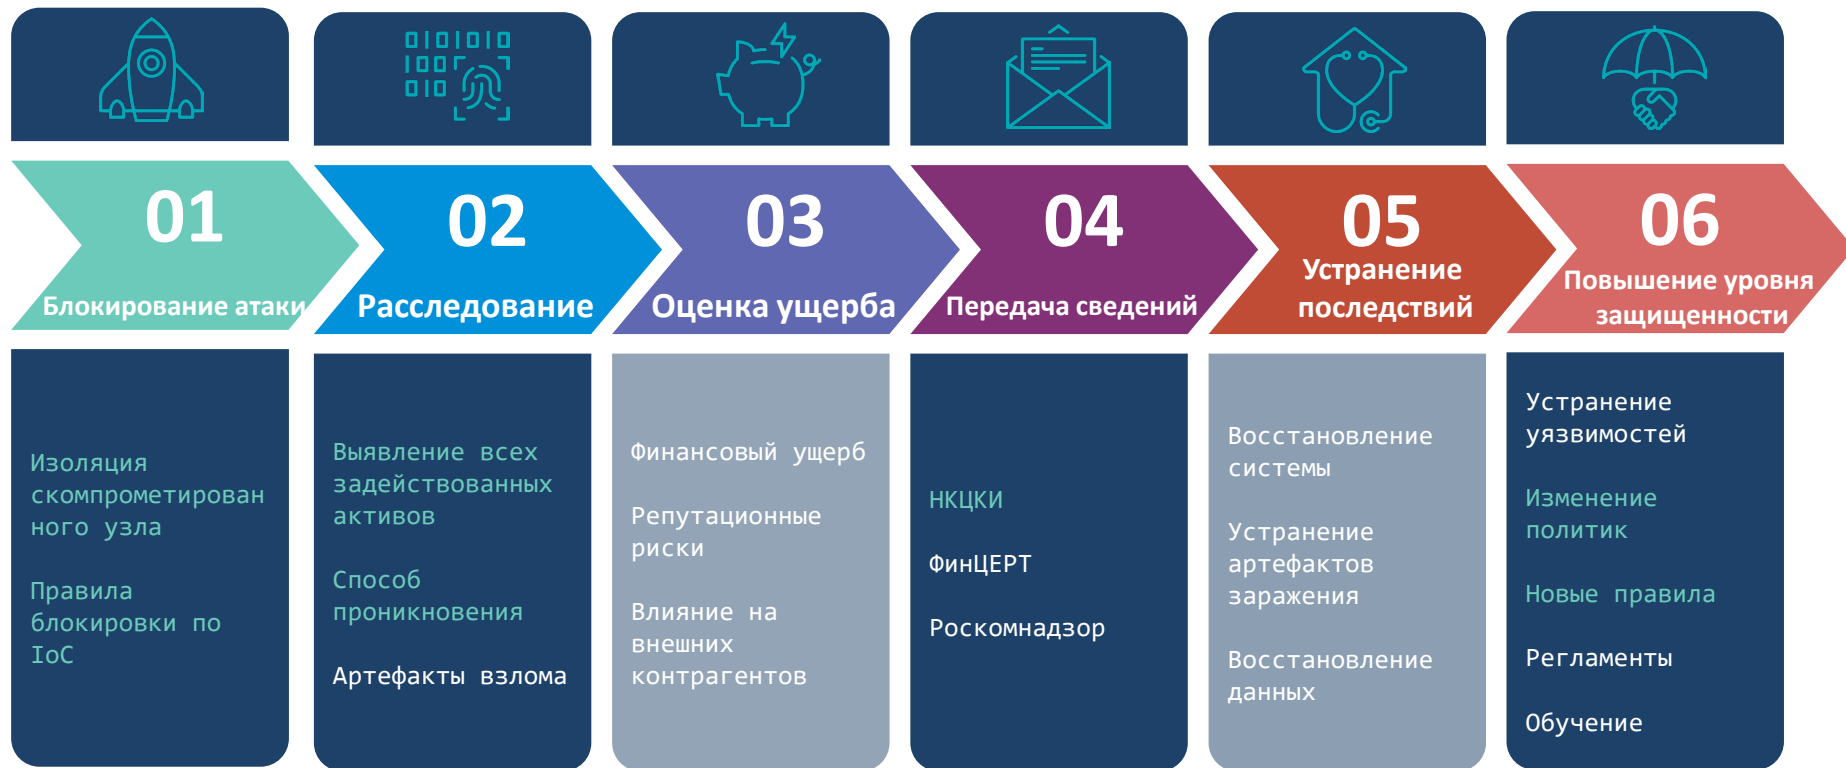 01
Блокирование атаки
Изоляция
скомпрометирован
ного узла
Правила
блокировки по
IoC
02
Расследование
Выявление всех
задействованных
активов
Способ
проникновения
Артефакты взлома
03
Оценка ущерба
Финансовый ущерб
Репутационные
риски
Влияние на
внешних
контрагентов
04
Передача сведений
НКЦКИ
ФинЦЕРТ
Роскомнадзор
05
Устранение
последствий
Восстановление
системы
Устранение
артефактов
заражения
Восстановление
данных
06
Повышение уровня
защищенности
Устранение
уязвимостей
Изменение
политик
Новые правила
Регламенты
Обучение